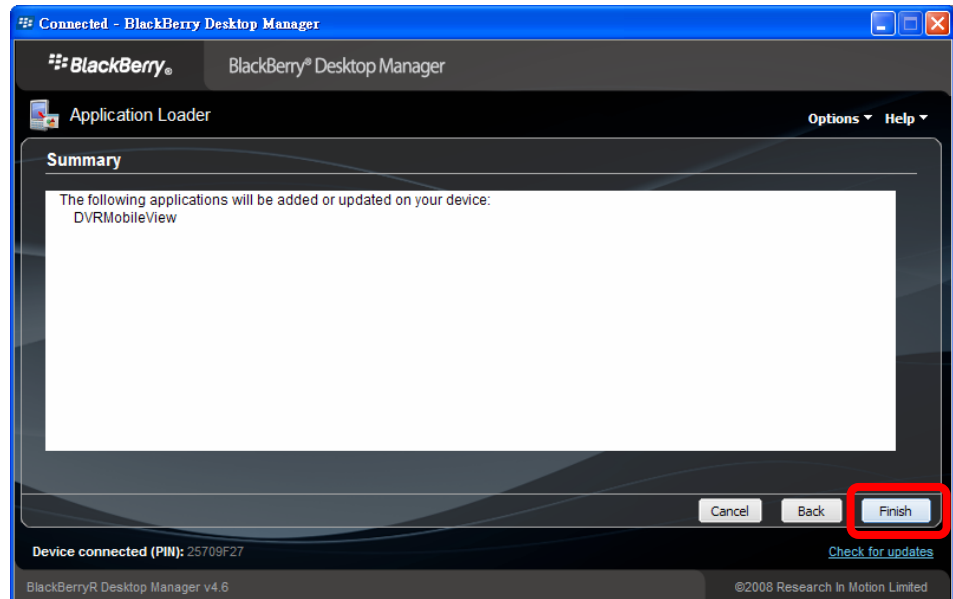 Connected - BlackBerry Desktop Manager
BlackBerry® BlackBerry® Desktop Manager
Application Loader Options Help
Summary
The following applications will be added or updated on your device:
DVRMobileView
Cancel Back Finish
Device connected (PIN): 25709F27 Check for updates
BlackBerryR Desktop Manager v4.6 ©2008 Research In Motion Limited